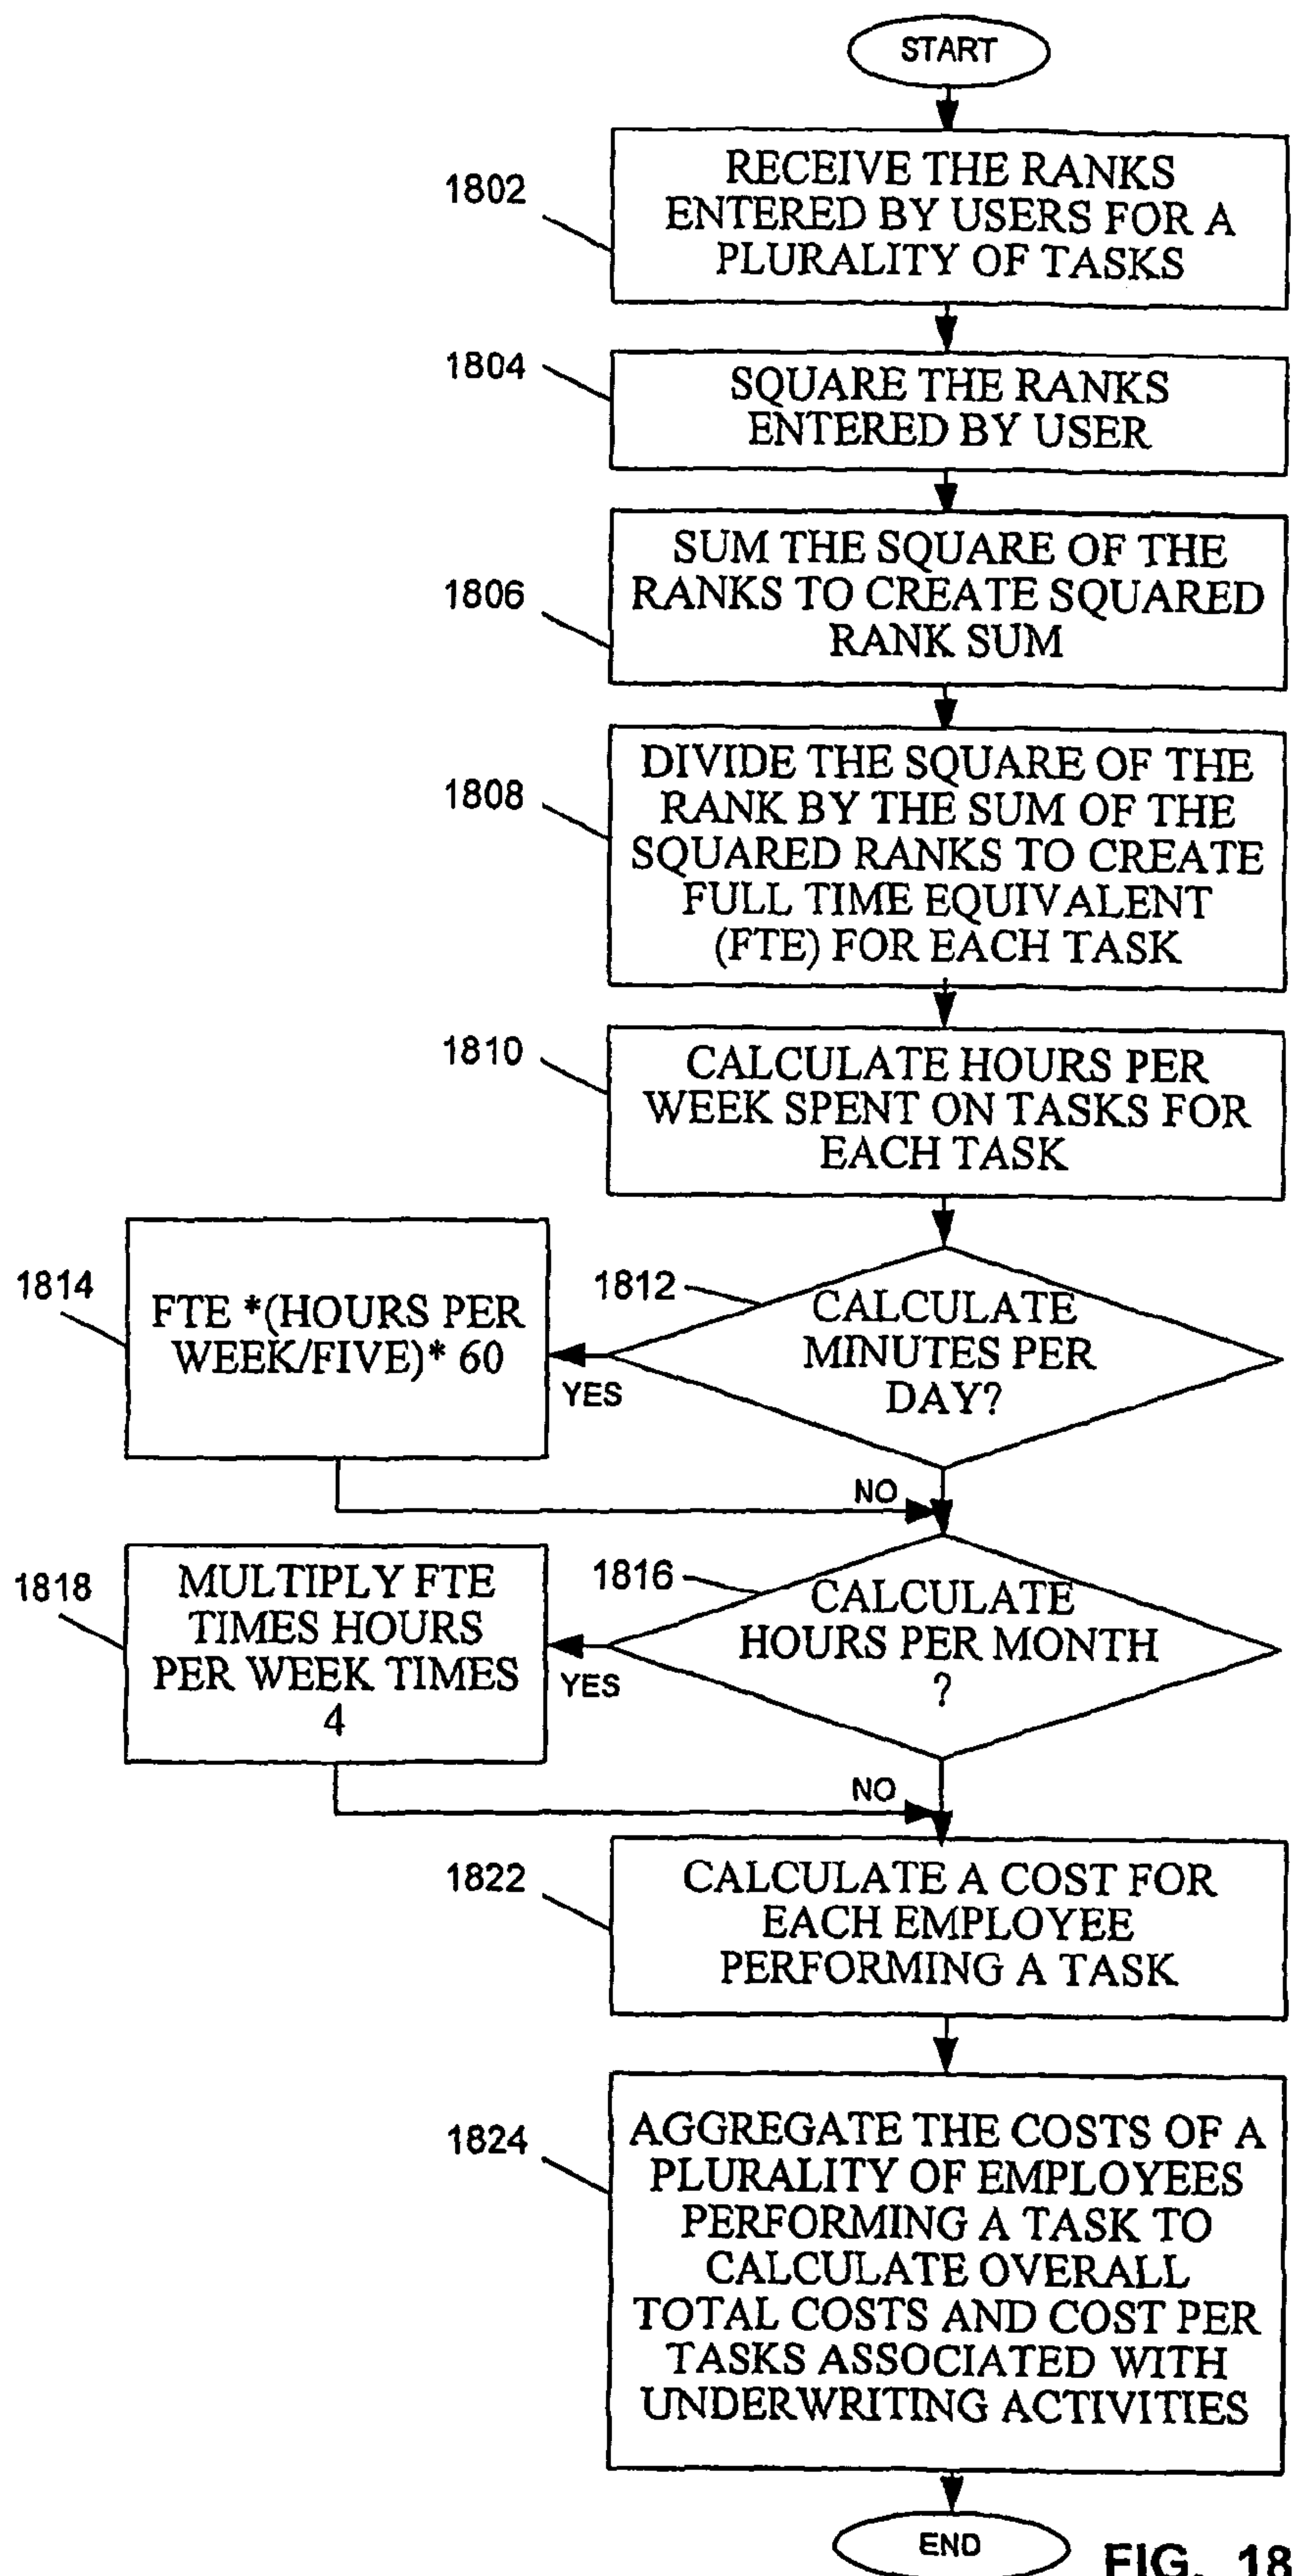 START
1802
RECEIVE THE RANKS
ENTERED BY USERS FOR A
PLURALITY OF TASKS
1804
SQUARE THE RANKS
ENTERED BY USER
1806
SUM THE SQUARE OF THE
RANKS TO CREATE SQUARED
RANK SUM
1808
DIVIDE THE SQUARE OF THE
RANK BY THE SUM OF THE
SQUARED RANKS TO CREATE
FULL TIME EQUIVALENT
(FTE) FOR EACH TASK
1810
CALCULATE HOURS PER
WEEK SPENT ON TASKS FOR
EACH TASK
1812
CALCULATE
MINUTES PER
DAY?
YES
1814
FTE *(HOURS PER
WEEK/FIVE)* 60
NO
1816
CALCULATE
HOURS PER MONTH
?
YES
1818
MULTIPLY FTE
TIMES HOURS
PER WEEK TIMES
4
NO
1822
CALCULATE A COST FOR
EACH EMPLOYEE
PERFORMING A TASK
1824
AGGREGATE THE COSTS OF A
PLURALITY OF EMPLOYEES
PERFORMING A TASK TO
CALCULATE OVERALL
TOTAL COSTS AND COST PER
TASKS ASSOCIATED WITH
UNDERWRITING ACTIVITIES
END
FIG. 18